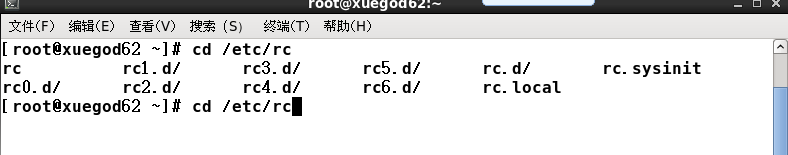 root@xuegod62:~
文件(F) 编辑(E) 查看(V) 搜索 (S) 终端(T) 帮助(H)
[root@xuegod62 ~]# cd /etc/rc
rc rc1.d/ rc3.d/ rc5.d/ rc.d/ rc.sysinit
rc0.d/ rc2.d/ rc4.d/ rc6.d/ rc.local
[root@xuegod62 ~]# cd /etc/rc